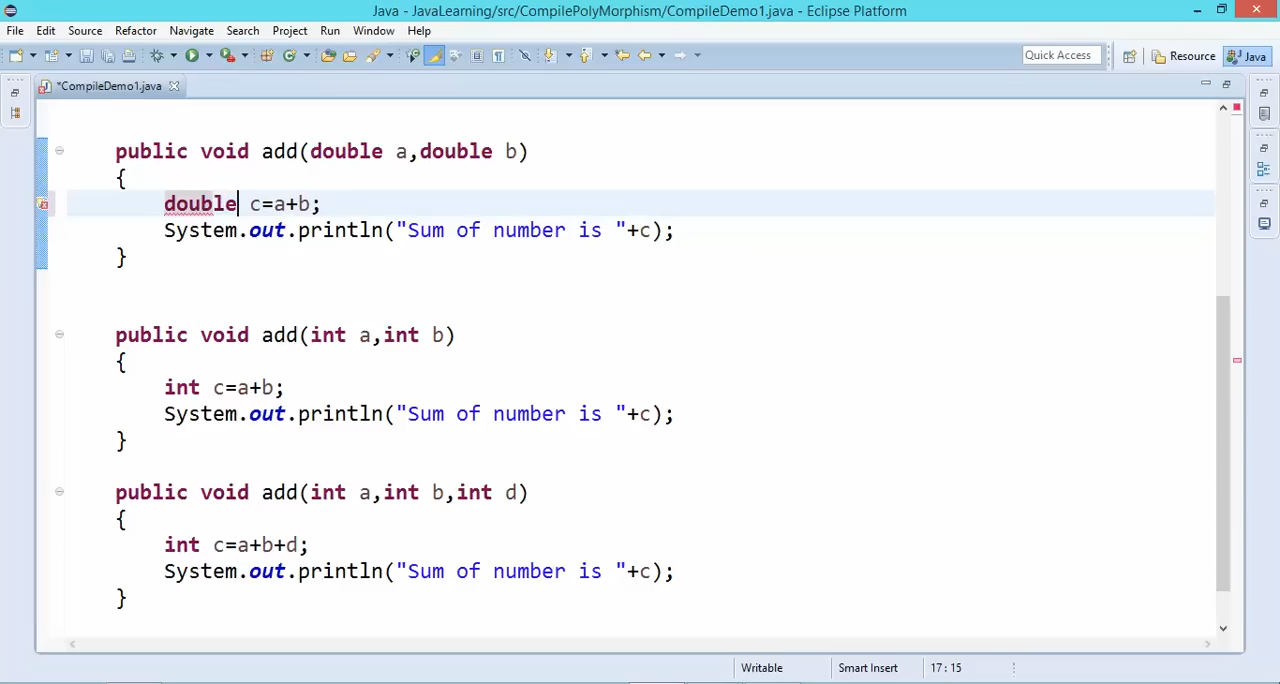 Java - JavaLearning/src/CompilePolyMorphism/CompileDemo1.java - Eclipse Platform
File Edit Source Refactor Navigate Search Project Run Window Help
Quick Access Resource Java
*CompileDemo1.java
public void add(double a,double b)
{
double c=a+b;
System.out.println("Sum of number is "+c);
}
public void add(int a,int b)
{
int c=a+b;
System.out.println("Sum of number is "+c);
}
public void add(int a,int b,int d)
{
int c=a+b+d;
System.out.println("Sum of number is "+c);
}
Writable Smart Insert 17 : 15